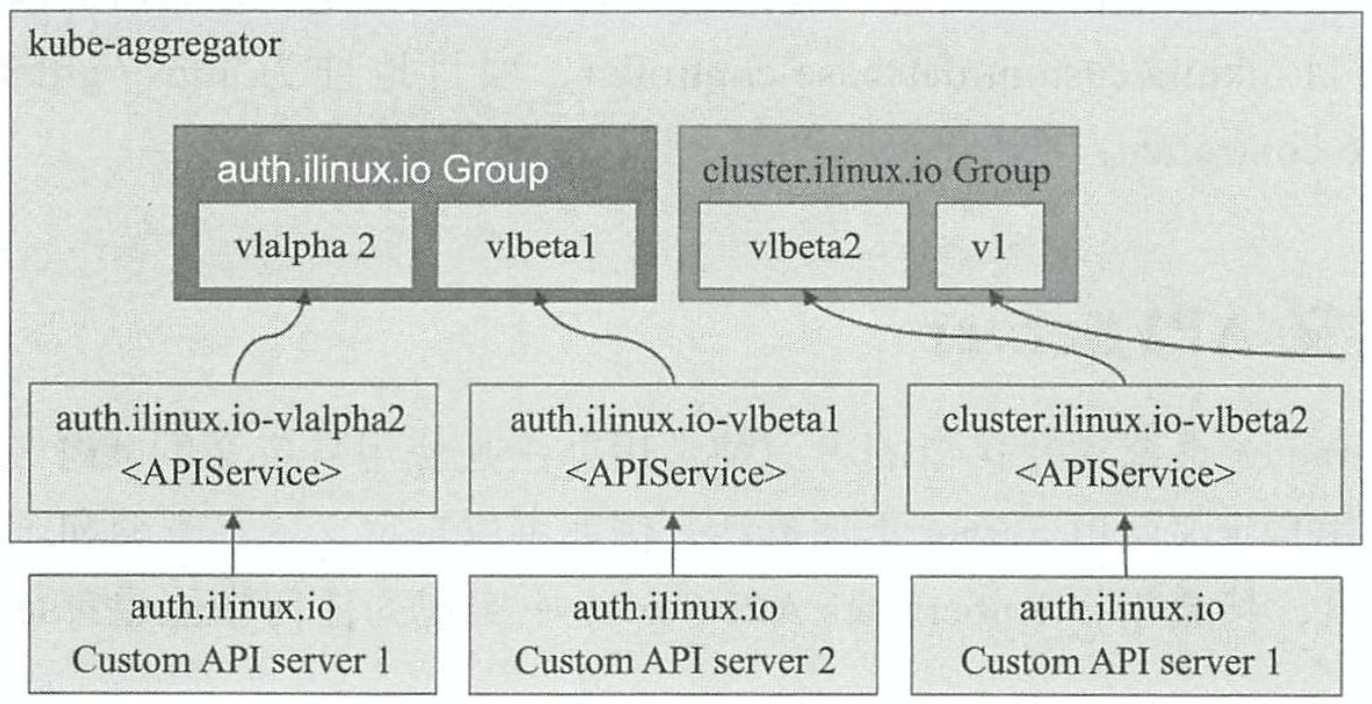 kube-aggregator
auth.ilinux.io Group
cluster.ilinux.io Group
vlalpha 2
vlbeta1
vlbeta2
v1
auth.ilinux.io-vlalpha2
<APIService>
auth.ilinux.io-vlbeta1
<APIService>
cluster.ilinux.io-vlbeta2
<APIService>
auth.ilinux.io
Custom API server 1
auth.ilinux.io
Custom API server 2
auth.ilinux.io
Custom API server 1